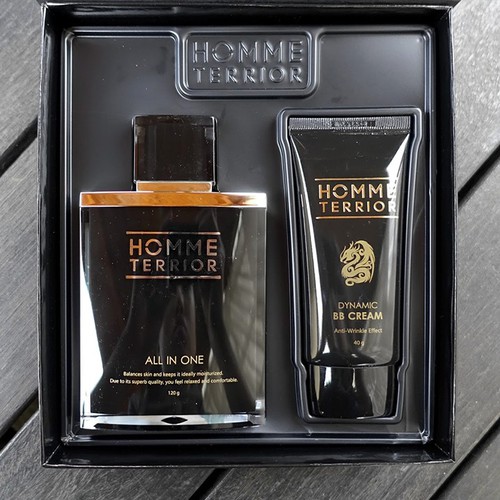 HOMME
TERRIOR
HOMME
TERRIOR
ALL IN ONE
Balances skin and keeps it ideally moisturized.
Due to its superb quality, you feel relaxed and comfortable.
120 g
HOMME
TERRIOR
DYNAMIC
BB CREAM
Anti-Wrinkle Effect
40 g